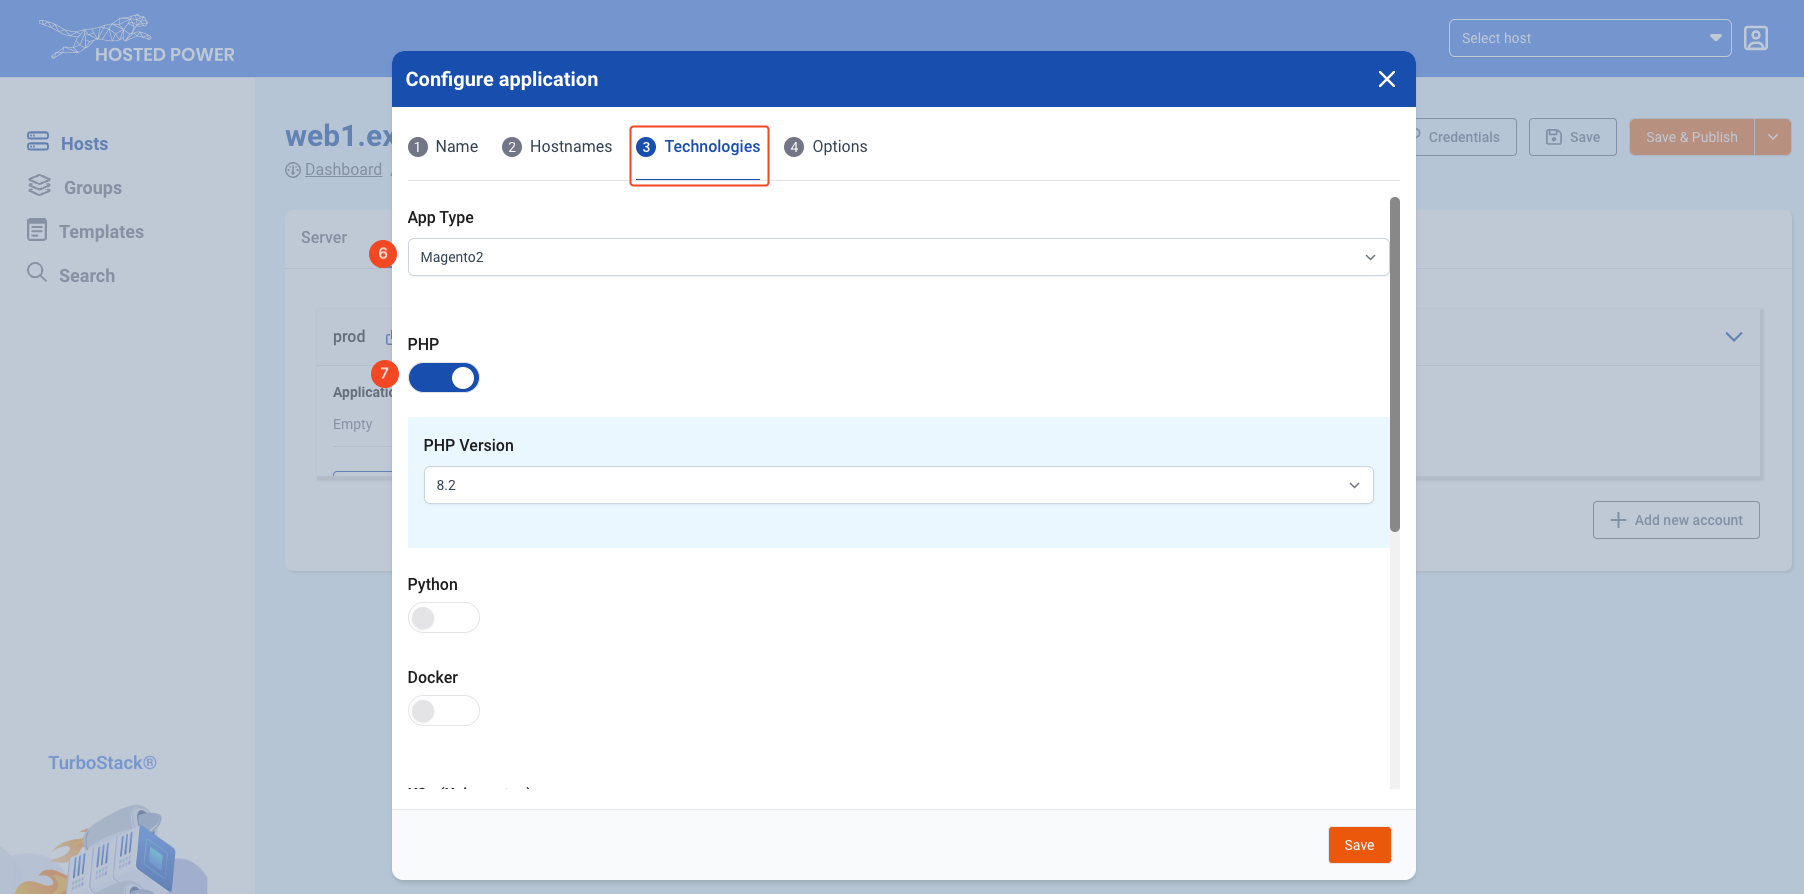 HOSTED POWER
Select host
Configure application
1 Name
2 Hostnames
3 Technologies
4 Options
Hosts
Groups
Templates
Search
web1.ex
Dashboard
Credentials
Save
Save & Publish
Server
App Type
6
Magento2
prod
PHP
7
Applicatio
Empty
PHP Version
8.2
Add new account
Python
Docker
TurboStack®
Save